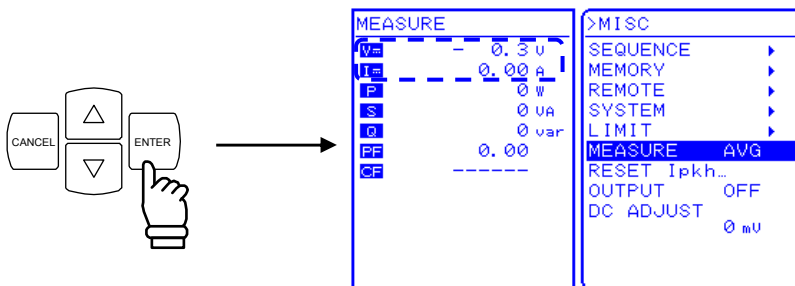 CANCEL
ENTER
MEASURE
V - 0.3 V
I 0.00 A
P 0 W
S 0 VA
Q 0 var
PF 0.00
CF ------
>MISC
SEQUENCE
MEMORY
REMOTE
SYSTEM
LIMIT
MEASURE AVG
RESET Ipkh…
OUTPUT OFF
DC ADJUST
0 mV